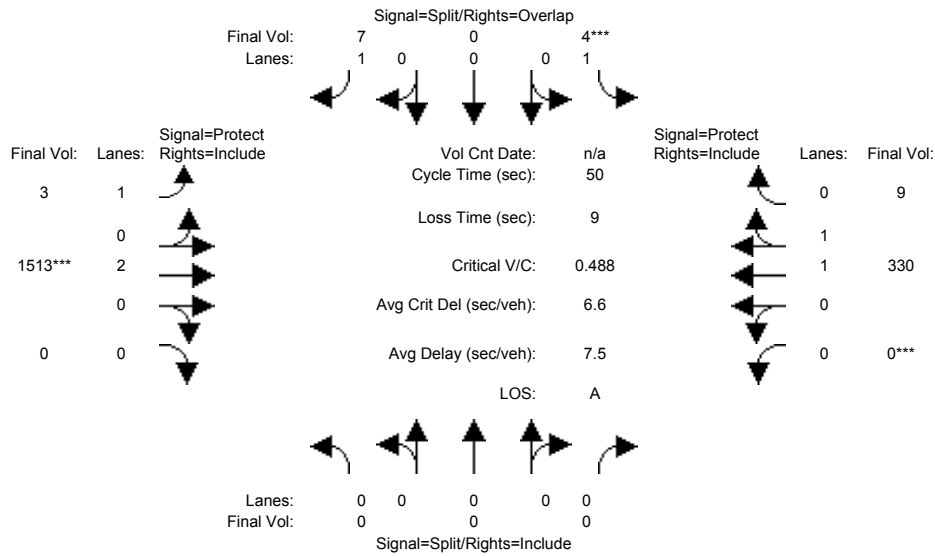 Signal=Split/Rights=Overlap
Final Vol: 7 0 4***
Lanes: 1 0 0 0 1
Signal=Protect
Final Vol: Lanes: Rights=Include
Vol Cnt Date: n/a
Signal=Protect
Rights=Include Lanes: Final Vol:
Cycle Time (sec): 50
3 1
0 9
Loss Time (sec): 9
0
1
1513*** 2
Critical V/C: 0.488
1 330
0
Avg Crit Del (sec/veh): 6.6
0
0 0
Avg Delay (sec/veh): 7.5
0 0***
LOS: A
Lanes: 0 0 0 0 0
Final Vol: 0 0 0
Signal=Split/Rights=Include